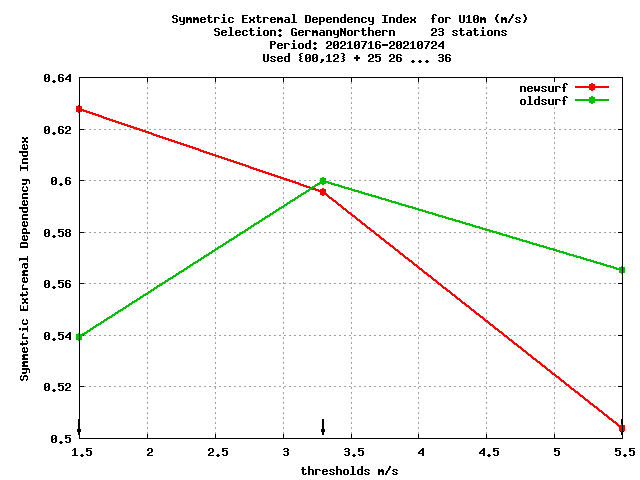 Symmetric Extremal Dependency Index  for U10m (m/s)
Selection: GermanyNorthern     23 stations
Period: 20210716-20210724
Used {00,12} + 25 26 ... 36
newsurf
oldsurf
0.64
0.62
0.6
0.58
0.56
0.54
0.52
0.5
Symmetric Extremal Dependency Index
1.5 2 2.5 3 3.5 4 4.5 5 5.5
thresholds m/s